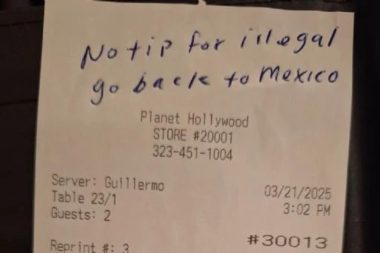 No tip for illegal
go back to Mexico
Planet Hollywood
STORE #20001
323-451-1004
Server: Guillermo 03/21/2025
Table 23/1 3:02 PM
Guests: 2
#30013
Reprint #: 3